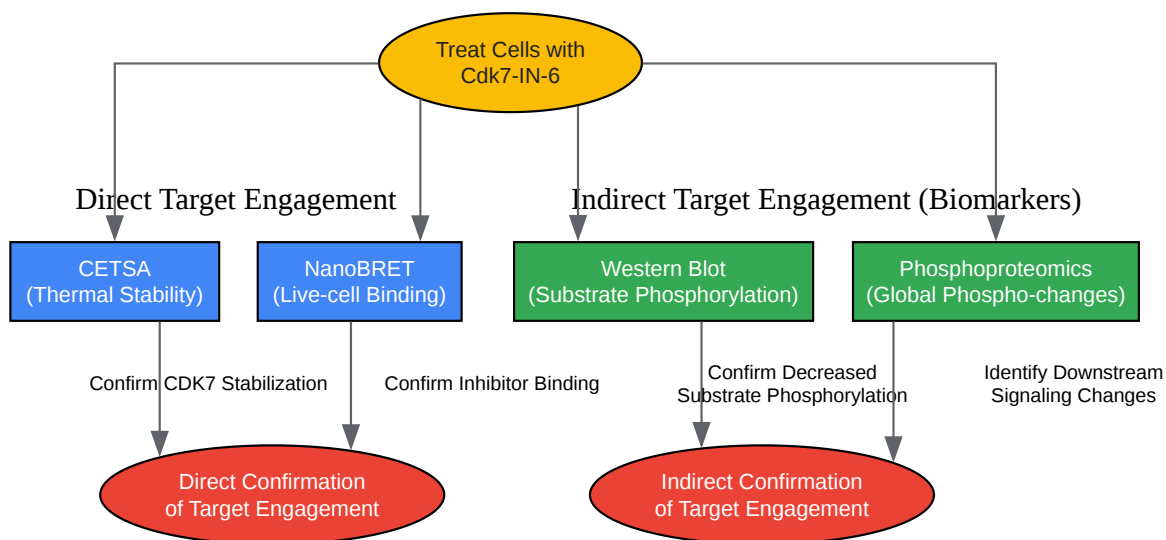 Treat Cells with
Cdk7-IN-6
Direct Target Engagement
Indirect Target Engagement (Biomarkers)
CETSA
(Thermal Stability)
NanoBRET
(Live-cell Binding)
Western Blot
(Substrate Phosphorylation)
Phosphoproteomics
(Global Phospho-changes)
Confirm CDK7 Stabilization
Confirm Inhibitor Binding
Confirm Decreased
Substrate Phosphorylation
Identify Downstream
Signaling Changes
Direct Confirmation
of Target Engagement
Indirect Confirmation
of Target Engagement